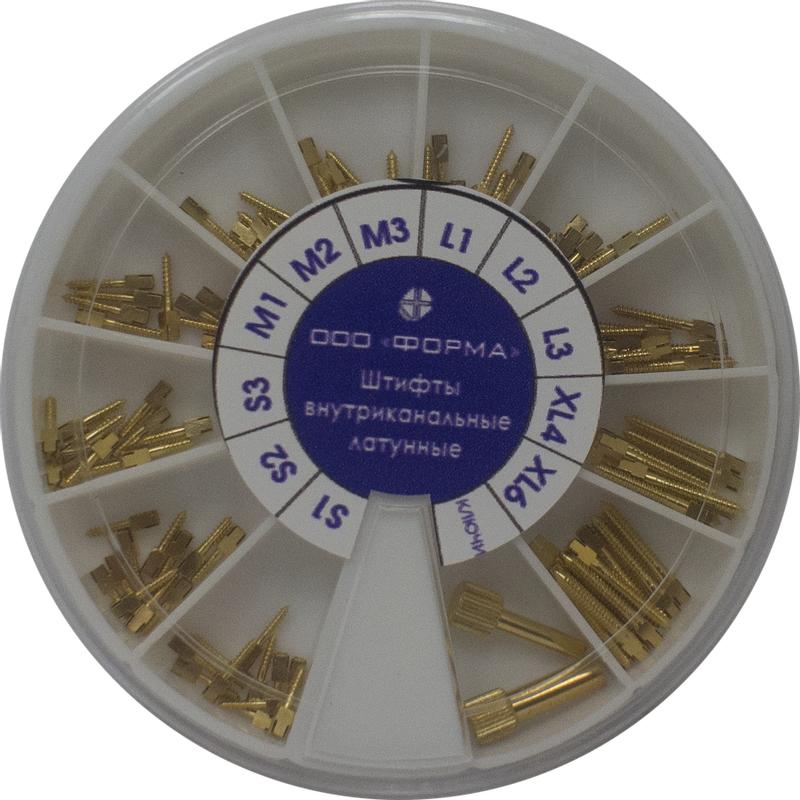 S1
S2
S3
M1
M2
M3
L1
L2
L3
XL4
XL6
ключи
ООО «ФОРМА»
Штифты
внутриканальные
латунные